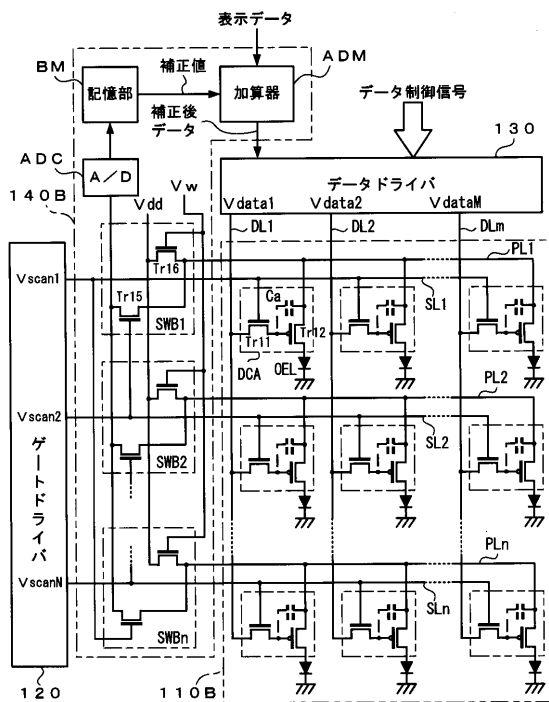 表示データ
BM
ADM
記憶部
補正値
加算器
補正後
データ
データ制御信号
ADC
A/D
130
140B
Vdd
Vw
データドライバ
Vdata1
Vdata2
VdataM
DL1
DL2
DLm
Tr16
PL1
Vscan1
Tr15
SWB1
Ca
SL1
Tr11
Tr12
DCA
OEL
PL2
Vscan2
SWB2
SL2
ゲートドライバ
PLn
VscanN
SLn
SWBn
120
110B